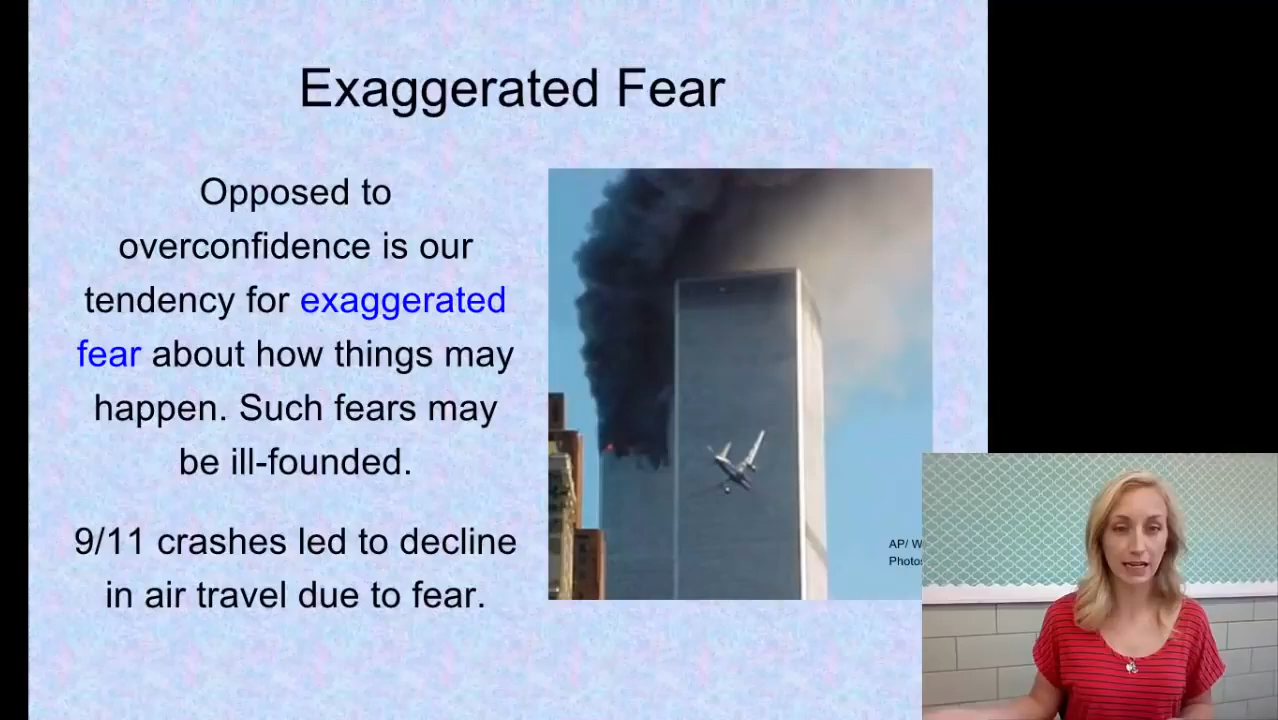 Exaggerated Fear
Opposed to
overconfidence is our
tendency for exaggerated
fear about how things may
happen. Such fears may
be ill-founded.
9/11 crashes led to decline
in air travel due to fear.
AP/ W